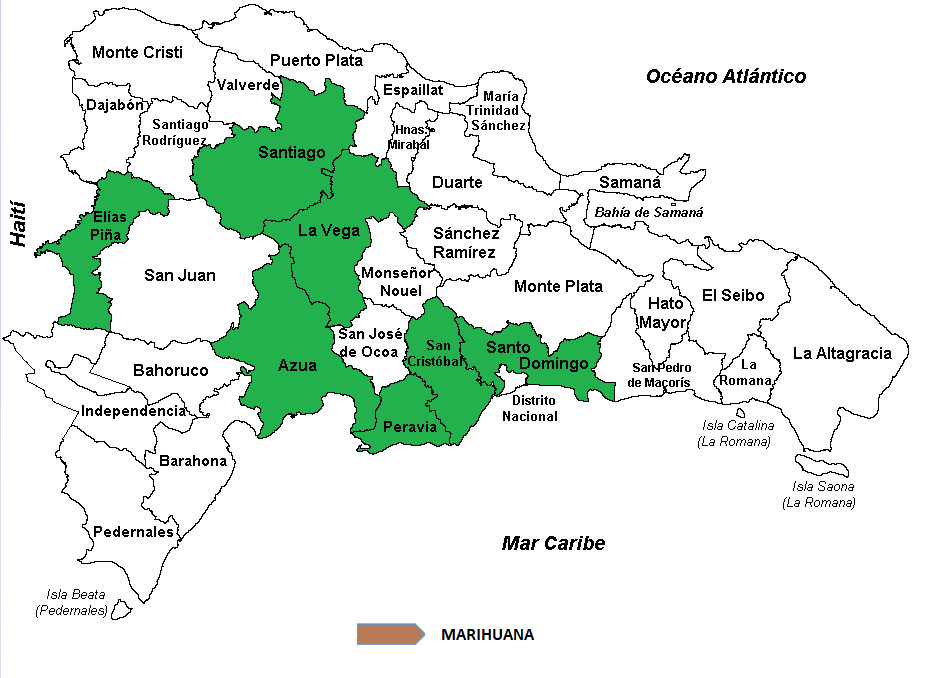 Monte Cristi
Puerto Plata
Océano Atlántico
Valverde
Espaillat
Dajabón
María
Trinidad
Sánchez
Santiago
Rodríguez
Hnas.
Mirabal
Santiago
Duarte
Samaná
Bahía de Samaná
Haití
Elías
Piña
La Vega
Sánchez
Ramírez
San Juan
Monseñor
Nouel
Monte Plata
El Seibo
Hato
Mayor
San José
de Ocoa
San
Cristóbal
Santo
Domingo
La Altagracia
Bahoruco
Azua
San Pedro
de Macorís
La
Romana
Independencia
Distrito
Nacional
Peravia
Isla Catalina
(La Romana)
Barahona
Isla Saona
(La Romana)
Pedernales
Mar Caribe
Isla Beata
(Pedernales)
MARIHUANA